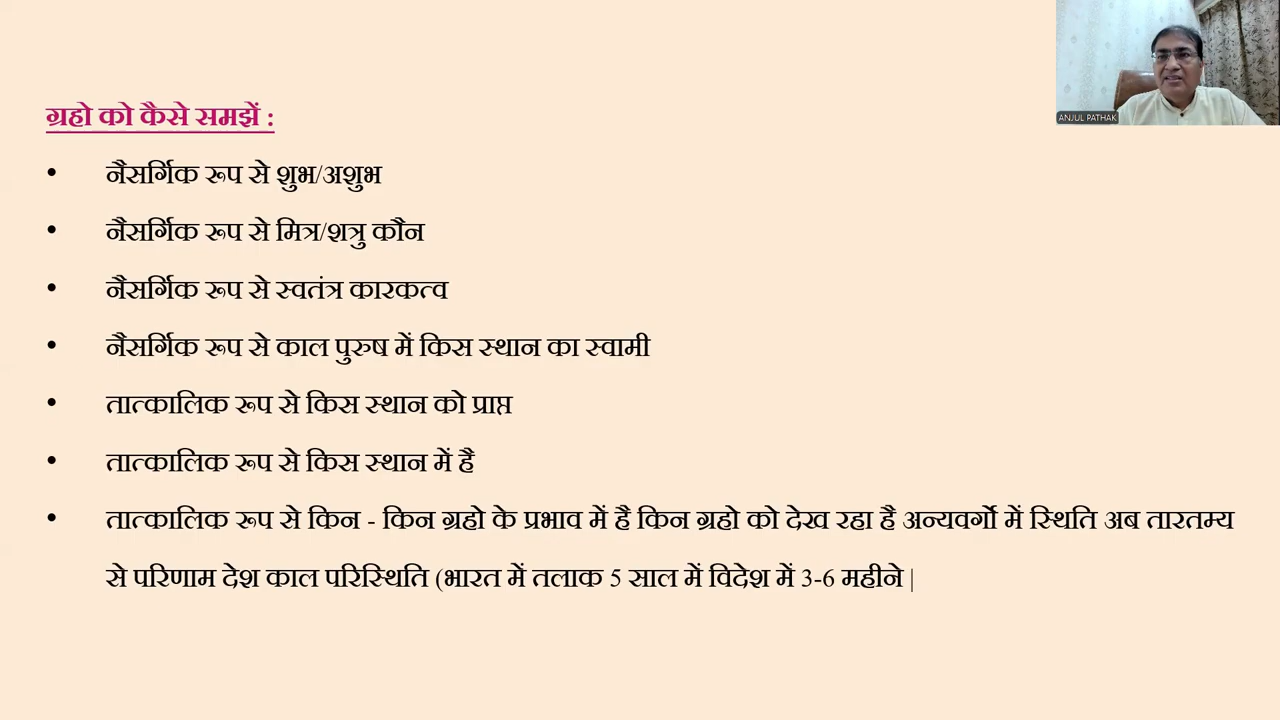 ग्रहो को कैसे समझें :
• नैसर्गिक रूप से शुभ/अशुभ
• नैसर्गिक रूप से मित्र/शत्रु कौन
• नैसर्गिक रूप से स्वतंत्र कारकत्व
• नैसर्गिक रूप से काल पुरुष में किस स्थान का स्वामी
• तात्कालिक रूप से किस स्थान को प्राप्त
• तात्कालिक रूप से किस स्थान में है
• तात्कालिक रूप से किन - किन ग्रहो के प्रभाव में है किन ग्रहो को देख रहा है अन्यवर्गो में स्थिति अब तारतम्य
से परिणाम देश काल परिस्थिति (भारत में तलाक 5 साल में विदेश में 3-6 महीने |
ANJUL PATHAK